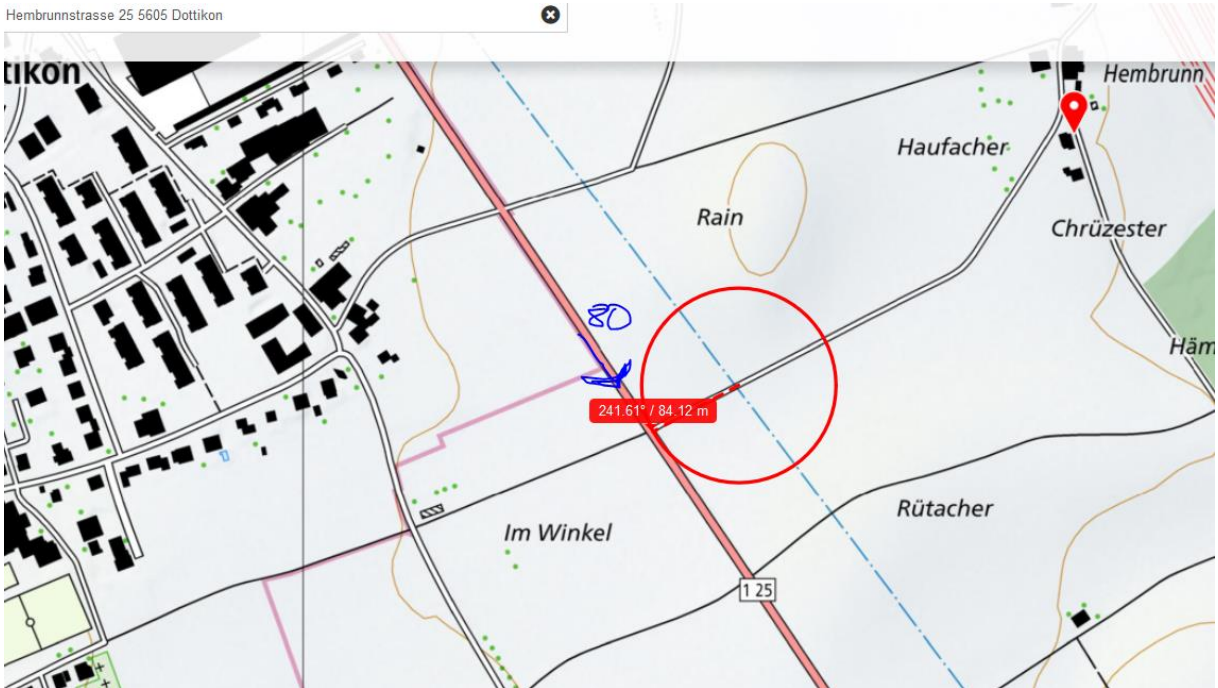 Hembrunnstrasse 25 5605 Dottikon
tikon
Hembrunn
Haufacher
Rain
Chrüzester
80
Häm
241.61° / 84.12 m
Rütacher
Im Winkel
1 25